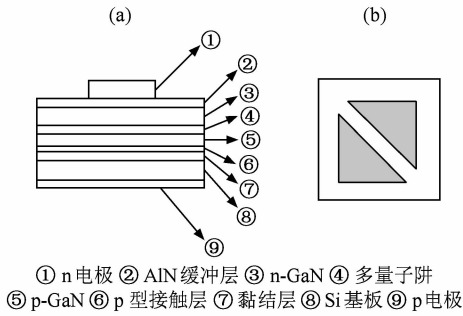 (a)
(b)
①
②
③
④
⑤
⑥
⑦
⑧
⑨
① n电极 ② AlN缓冲层 ③ n-GaN ④ 多量子阱
⑤ p-GaN ⑥ p 型接触层 ⑦ 黏结层 ⑧ Si基板 ⑨ p电极